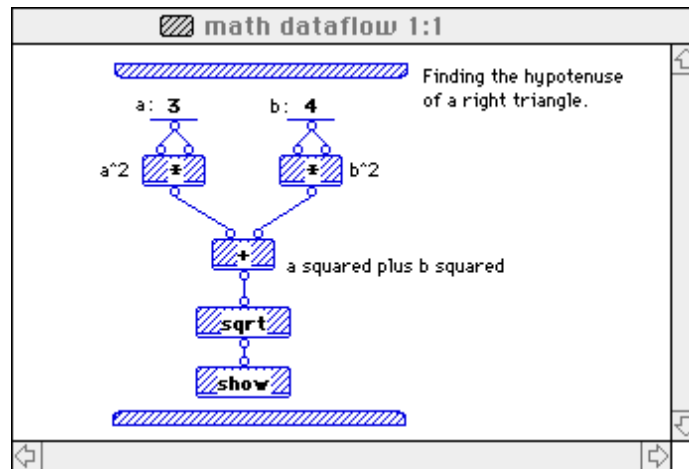 math dataflow 1:1
Finding the hypotenuse
of a right triangle.
a: 3
b: 4
a^2
*
*
b^2
+
a squared plus b squared
sqrt
show